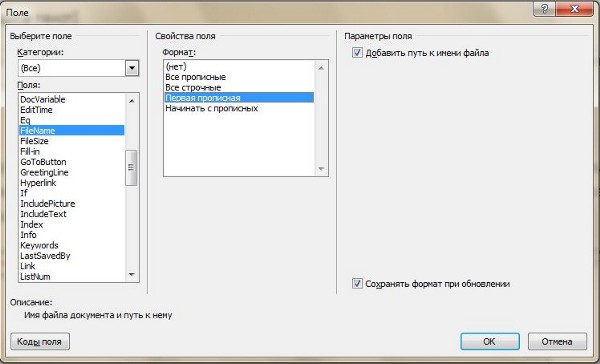 Поле
Выберите поле
Категории:
(Все)
Поля:
DocVariable
EditTime
Eq
FileName
FileSize
Fill-in
GoToButton
GreetingLine
Hyperlink
If
IncludePicture
IncludeText
Index
Info
Keywords
LastSavedBy
Link
ListNum
Свойства поля
Формат:
(нет)
Все прописные
Все строчные
Первая прописная
Начинать с прописных
Параметры поля
Добавить путь к имени файла
Сохранять формат при обновлении
Описание:
Имя файла документа и путь к нему
Коды поля
ОК
Отмена